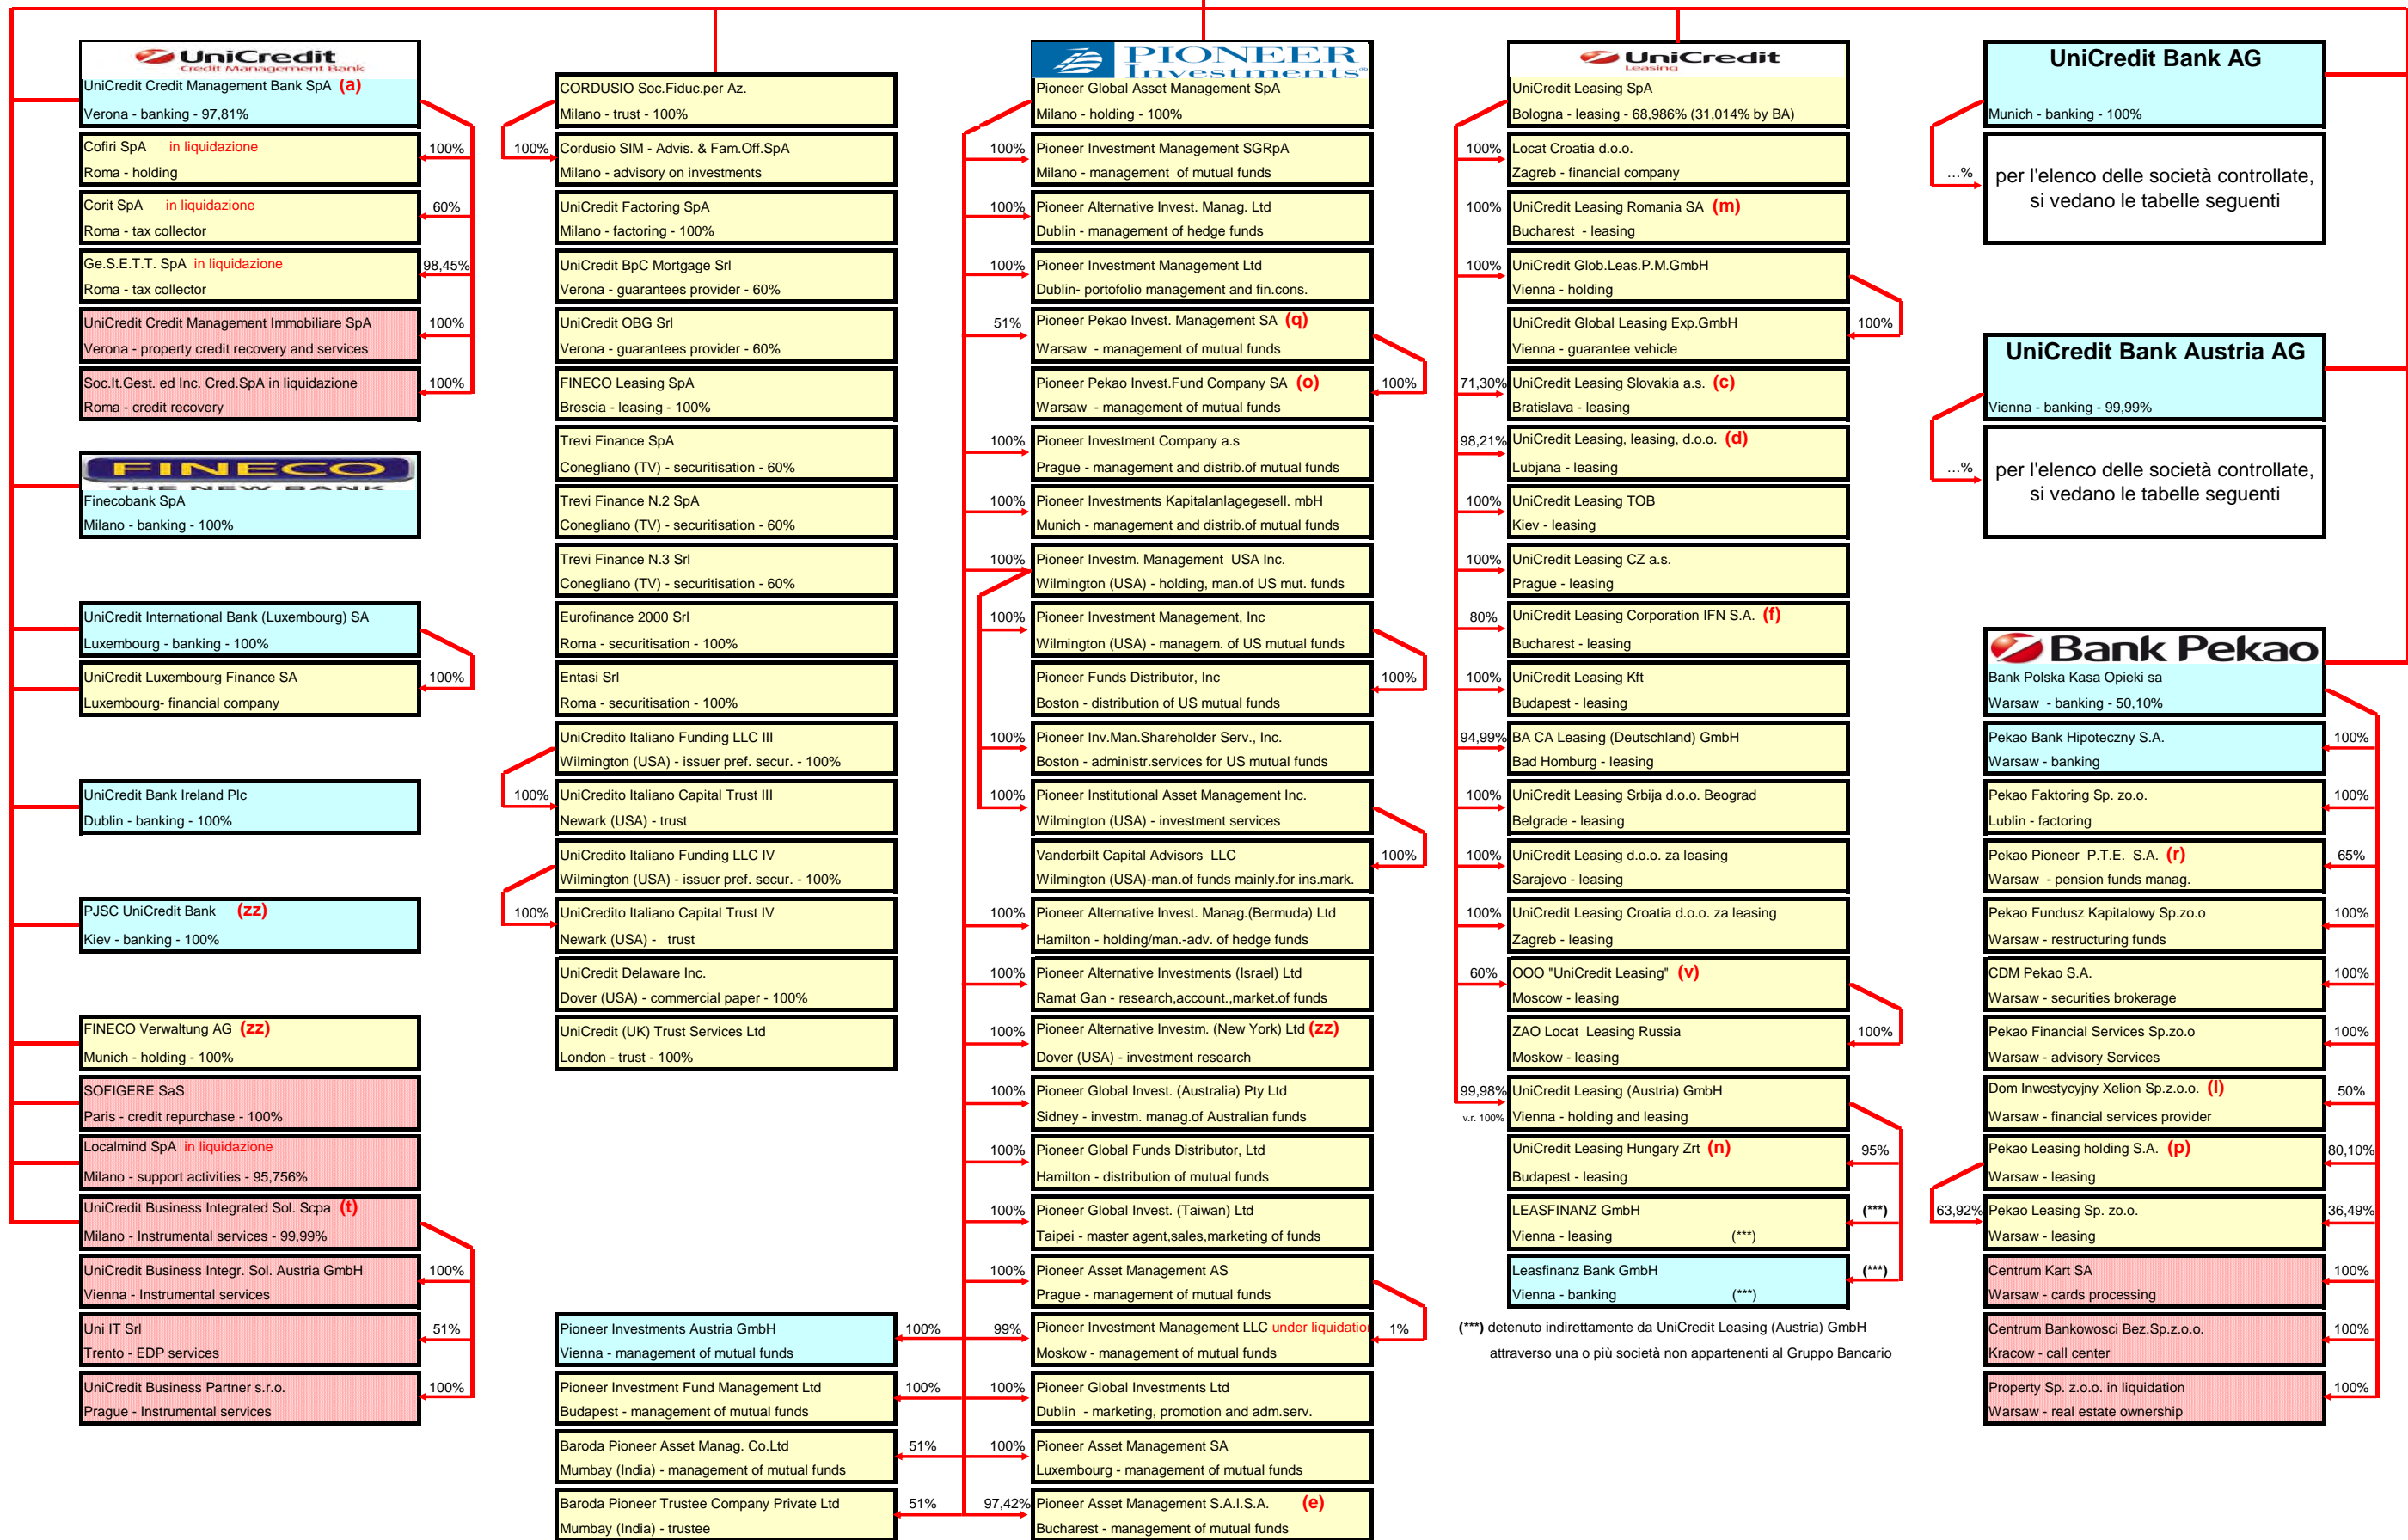 UniCredit
Credit Management Bank
UniCredit Credit Management Bank SpA (a)
Verona - banking - 97,81%
Cofiri SpA in liquidazione
Roma - holding
100%
Corit SpA in liquidazione
Roma - tax collector
60%
Ge.S.E.T.T. SpA in liquidazione
Roma - tax collector
98,45%
UniCredit Credit Management Immobiliare SpA
Verona - property credit recovery and services
100%
Soc.It.Gest. ed Inc. Cred.SpA in liquidazione
Roma - credit recovery
100%
FINECO
THE NEW BANK
Finecobank SpA
Milano - banking - 100%
UniCredit International Bank (Luxembourg) SA
Luxembourg - banking - 100%
UniCredit Luxembourg Finance SA
Luxembourg- financial company
100%
UniCredit Bank Ireland Plc
Dublin - banking - 100%
PJSC UniCredit Bank (zz)
Kiev - banking - 100%
FINECO Verwaltung AG (zz)
Munich - holding - 100%
SOFIGERE SaS
Paris - credit repurchase - 100%
Localmind SpA in liquidazione
Milano - support activities - 95,756%
UniCredit Business Integrated Sol. Scpa (t)
Milano - Instrumental services - 99,99%
UniCredit Business Integr. Sol. Austria GmbH
Vienna - Instrumental services
100%
Uni IT Srl
Trento - EDP services
51%
UniCredit Business Partner s.r.o.
Prague - Instrumental services
100%
CORDUSIO Soc.Fiduc.per Az.
Milano - trust - 100%
100%
Cordusio SIM - Advis. & Fam.Off.SpA
Milano - advisory on investments
UniCredit Factoring SpA
Milano - factoring - 100%
UniCredit BpC Mortgage Srl
Verona - guarantees provider - 60%
UniCredit OBG Srl
Verona - guarantees provider - 60%
FINECO Leasing SpA
Brescia - leasing - 100%
Trevi Finance SpA
Conegliano (TV) - securitisation - 60%
Trevi Finance N.2 SpA
Conegliano (TV) - securitisation - 60%
Trevi Finance N.3 Srl
Conegliano (TV) - securitisation - 60%
Eurofinance 2000 Srl
Roma - securitisation - 100%
Entasi Srl
Roma - securitisation - 100%
UniCredito Italiano Funding LLC III
Wilmington (USA) - issuer pref. secur. - 100%
100%
UniCredito Italiano Capital Trust III
Newark (USA) - trust
UniCredito Italiano Funding LLC IV
Wilmington (USA) - issuer pref. secur. - 100%
100%
UniCredito Italiano Capital Trust IV
Newark (USA) - trust
UniCredit Delaware Inc.
Dover (USA) - commercial paper - 100%
UniCredit (UK) Trust Services Ltd
London - trust - 100%
Pioneer Investments Austria GmbH
Vienna - management of mutual funds
100%
Pioneer Investment Fund Management Ltd
Budapest - management of mutual funds
100%
Baroda Pioneer Asset Manag. Co.Ltd
Mumbay (India) - management of mutual funds
51%
Baroda Pioneer Trustee Company Private Ltd
Mumbay (India) - trustee
51%
PIONEER
Investments®
Pioneer Global Asset Management SpA
Milano - holding - 100%
100%
Pioneer Investment Management SGRpA
Milano - management of mutual funds
100%
Pioneer Alternative Invest. Manag. Ltd
Dublin - management of hedge funds
100%
Pioneer Investment Management Ltd
Dublin- portofolio management and fin.cons.
51%
Pioneer Pekao Invest. Management SA (q)
Warsaw - management of mutual funds
Pioneer Pekao Invest.Fund Company SA (o)
Warsaw - management of mutual funds
100%
100%
Pioneer Investment Company a.s
Prague - management and distrib.of mutual funds
100%
Pioneer Investments Kapitalanlagegesell. mbH
Munich - management and distrib.of mutual funds
100%
Pioneer Investm. Management USA Inc.
Wilmington (USA) - holding, man.of US mut. funds
100%
Pioneer Investment Management, Inc
Wilmington (USA) - managem. of US mutual funds
Pioneer Funds Distributor, Inc
Boston - distribution of US mutual funds
100%
100%
Pioneer Inv.Man.Shareholder Serv., Inc.
Boston - administr.services for US mutual funds
100%
Pioneer Institutional Asset Management Inc.
Wilmington (USA) - investment services
Vanderbilt Capital Advisors LLC
Wilmington (USA)-man.of funds mainly.for ins.mark.
100%
100%
Pioneer Alternative Invest. Manag.(Bermuda) Ltd
Hamilton - holding/man.-adv. of hedge funds
100%
Pioneer Alternative Investments (Israel) Ltd
Ramat Gan - research,account.,market.of funds
100%
Pioneer Alternative Investm. (New York) Ltd (zz)
Dover (USA) - investment research
100%
Pioneer Global Invest. (Australia) Pty Ltd
Sidney - investm. manag.of Australian funds
100%
Pioneer Global Funds Distributor, Ltd
Hamilton - distribution of mutual funds
100%
Pioneer Global Invest. (Taiwan) Ltd
Taipei - master agent,sales,marketing of funds
100%
Pioneer Asset Management AS
Prague - management of mutual funds
99%
Pioneer Investment Management LLC under liquidation
Moskow - management of mutual funds
1%
100%
Pioneer Global Investments Ltd
Dublin - marketing, promotion and adm.serv.
100%
Pioneer Asset Management SA
Luxembourg - management of mutual funds
97,42%
Pioneer Asset Management S.A.I.S.A. (e)
Bucharest - management of mutual funds
UniCredit
Leasing
UniCredit Leasing SpA
Bologna - leasing - 68,986% (31,014% by BA)
100%
Locat Croatia d.o.o.
Zagreb - financial company
100%
UniCredit Leasing Romania SA (m)
Bucharest - leasing
100%
UniCredit Glob.Leas.P.M.GmbH
Vienna - holding
UniCredit Global Leasing Exp.GmbH
Vienna - guarantee vehicle
100%
71,30%
UniCredit Leasing Slovakia a.s. (c)
Bratislava - leasing
98,21%
UniCredit Leasing, leasing, d.o.o. (d)
Lubjana - leasing
100%
UniCredit Leasing TOB
Kiev - leasing
100%
UniCredit Leasing CZ a.s.
Prague - leasing
80%
UniCredit Leasing Corporation IFN S.A. (f)
Bucharest - leasing
100%
UniCredit Leasing Kft
Budapest - leasing
94,99%
BA CA Leasing (Deutschland) GmbH
Bad Homburg - leasing
100%
UniCredit Leasing Srbija d.o.o. Beograd
Belgrade - leasing
100%
UniCredit Leasing d.o.o. za leasing
Sarajevo - leasing
100%
UniCredit Leasing Croatia d.o.o. za leasing
Zagreb - leasing
60%
OOO "UniCredit Leasing" (v)
Moscow - leasing
ZAO Locat Leasing Russia
Moskow - leasing
100%
99,98%
v.r. 100%
UniCredit Leasing (Austria) GmbH
Vienna - holding and leasing
UniCredit Leasing Hungary Zrt (n)
Budapest - leasing
95%
LEASFINANZ GmbH
Vienna - leasing (***)
(***)
Leasfinanz Bank GmbH
Vienna - banking (***)
(***)
(***) detenuto indirettamente da UniCredit Leasing (Austria) GmbH
attraverso una o più società non appartenenti al Gruppo Bancario
UniCredit Bank AG
Munich - banking - 100%
...%
per l'elenco delle società controllate,
si vedano le tabelle seguenti
UniCredit Bank Austria AG
Vienna - banking - 99,99%
...%
per l'elenco delle società controllate,
si vedano le tabelle seguenti
Bank Pekao
Bank Polska Kasa Opieki sa
Warsaw - banking - 50,10%
Pekao Bank Hipoteczny S.A.
Warsaw - banking
100%
Pekao Faktoring Sp. zo.o.
Lublin - factoring
100%
Pekao Pioneer P.T.E. S.A. (r)
Warsaw - pension funds manag.
65%
Pekao Fundusz Kapitalowy Sp.zo.o
Warsaw - restructuring funds
100%
CDM Pekao S.A.
Warsaw - securities brokerage
100%
Pekao Financial Services Sp.zo.o
Warsaw - advisory Services
100%
Dom Inwestycyjny Xelion Sp.z.o.o. (l)
Warsaw - financial services provider
50%
Pekao Leasing holding S.A. (p)
Warsaw - leasing
80,10%
63,92%
Pekao Leasing Sp. zo.o.
Warsaw - leasing
36,49%
Centrum Kart SA
Warsaw - cards processing
100%
Centrum Bankowosci Bez.Sp.z.o.o.
Kracow - call center
100%
Property Sp. z.o.o. in liquidation
Warsaw - real estate ownership
100%